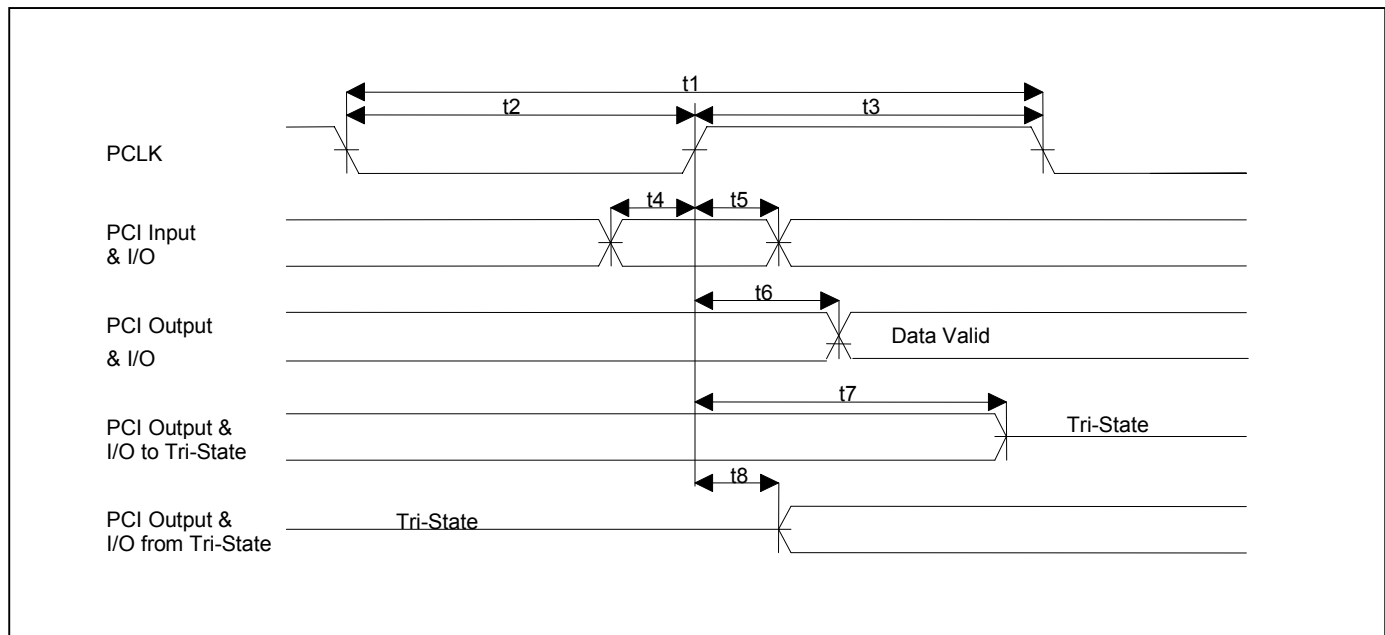 t1
t2
t3
PCLK
t4
t5
PCI Input
& I/O
t6
PCI Output
& I/O
Data Valid
t7
PCI Output &
I/O to Tri-State
Tri-State
t8
PCI Output &
I/O from Tri-State
Tri-State